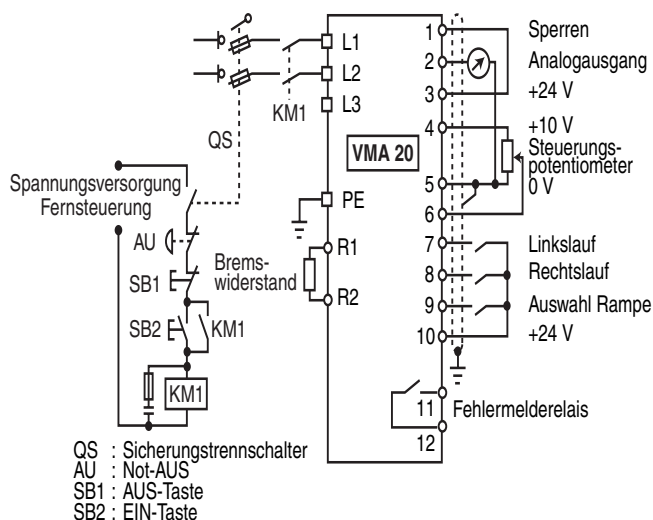 L1
L2
L3
KM1
QS
VMA 20
PE
R1
R2
Brems-
widerstand
Spannungsversorgung
Fernsteuerung
AU
SB1
SB2
KM1
KM1
1
2
3
4
5
6
7
8
9
10
11
12
Sperren
Analogausgang
+24 V
+10 V
Steuerungs-
potentiometer
0 V
Linkslauf
Rechtslauf
Auswahl Rampe
+24 V
Fehlermelderelais
QS : Sicherungstrennschalter
AU : Not-AUS
SB1 : AUS-Taste
SB2 : EIN-Taste